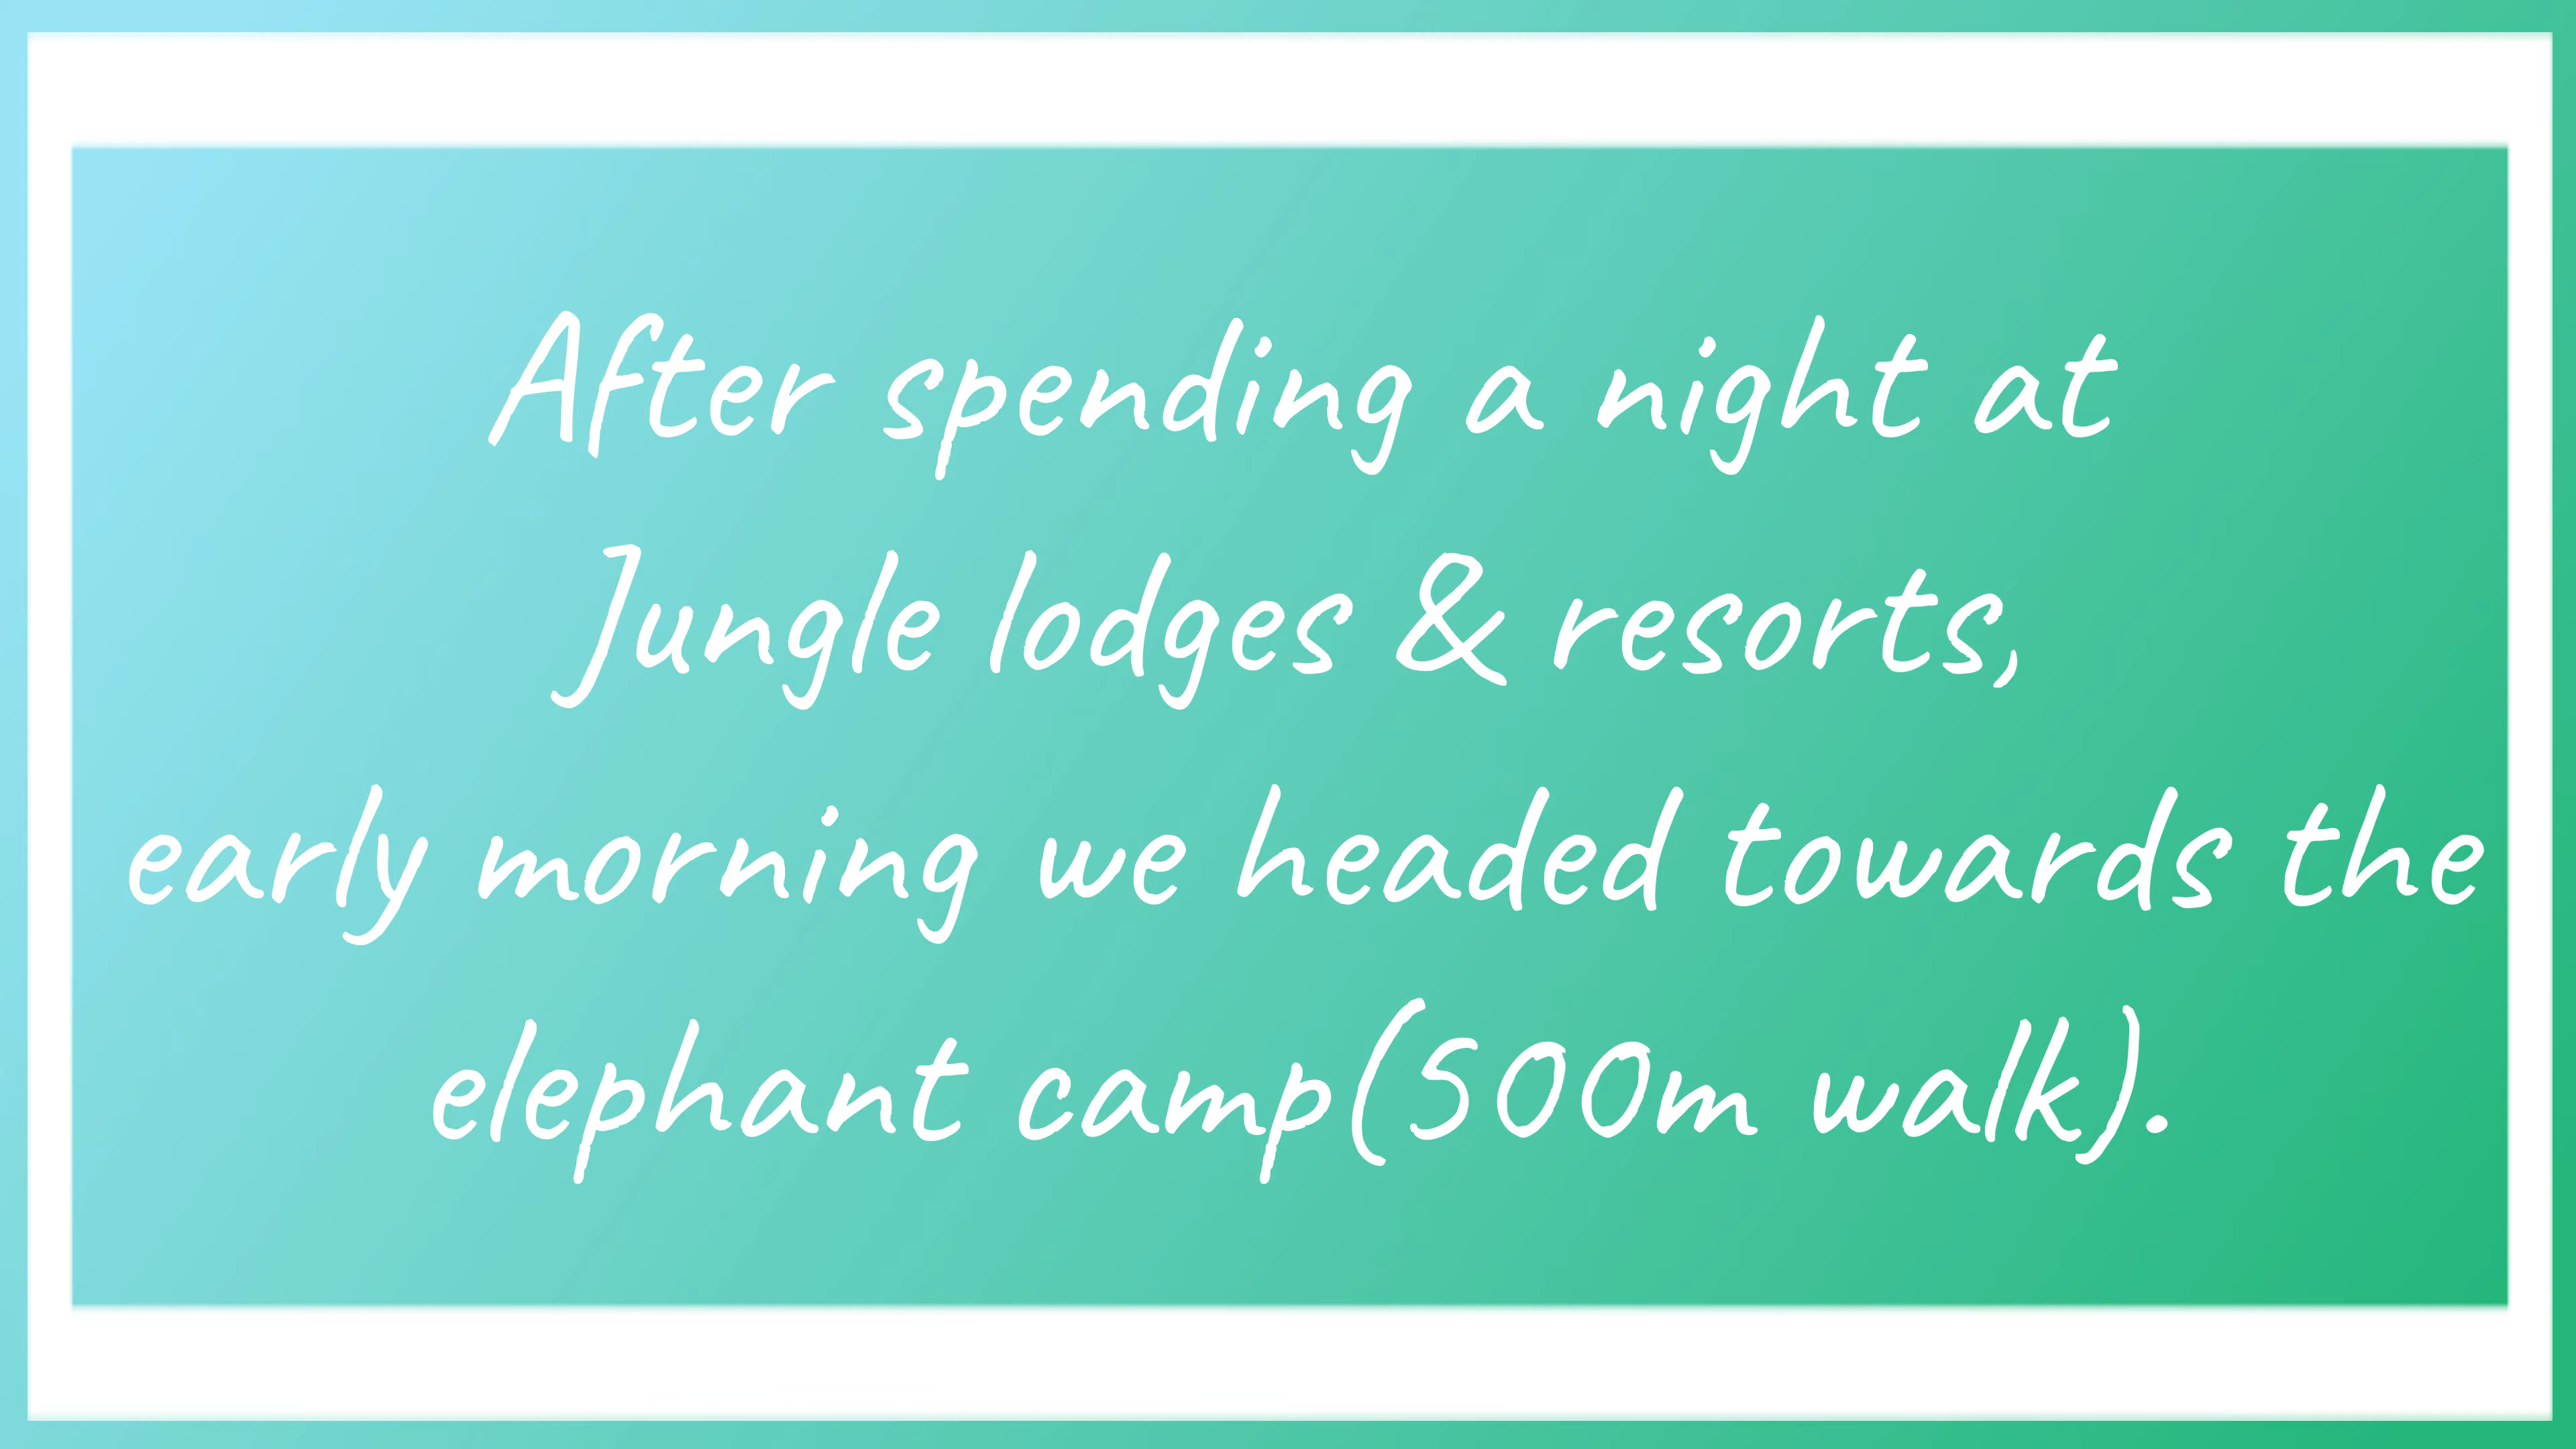 After spending a night at
Jungle lodges & resorts,
early morning we headed towards the
elephant camp(500m walk).